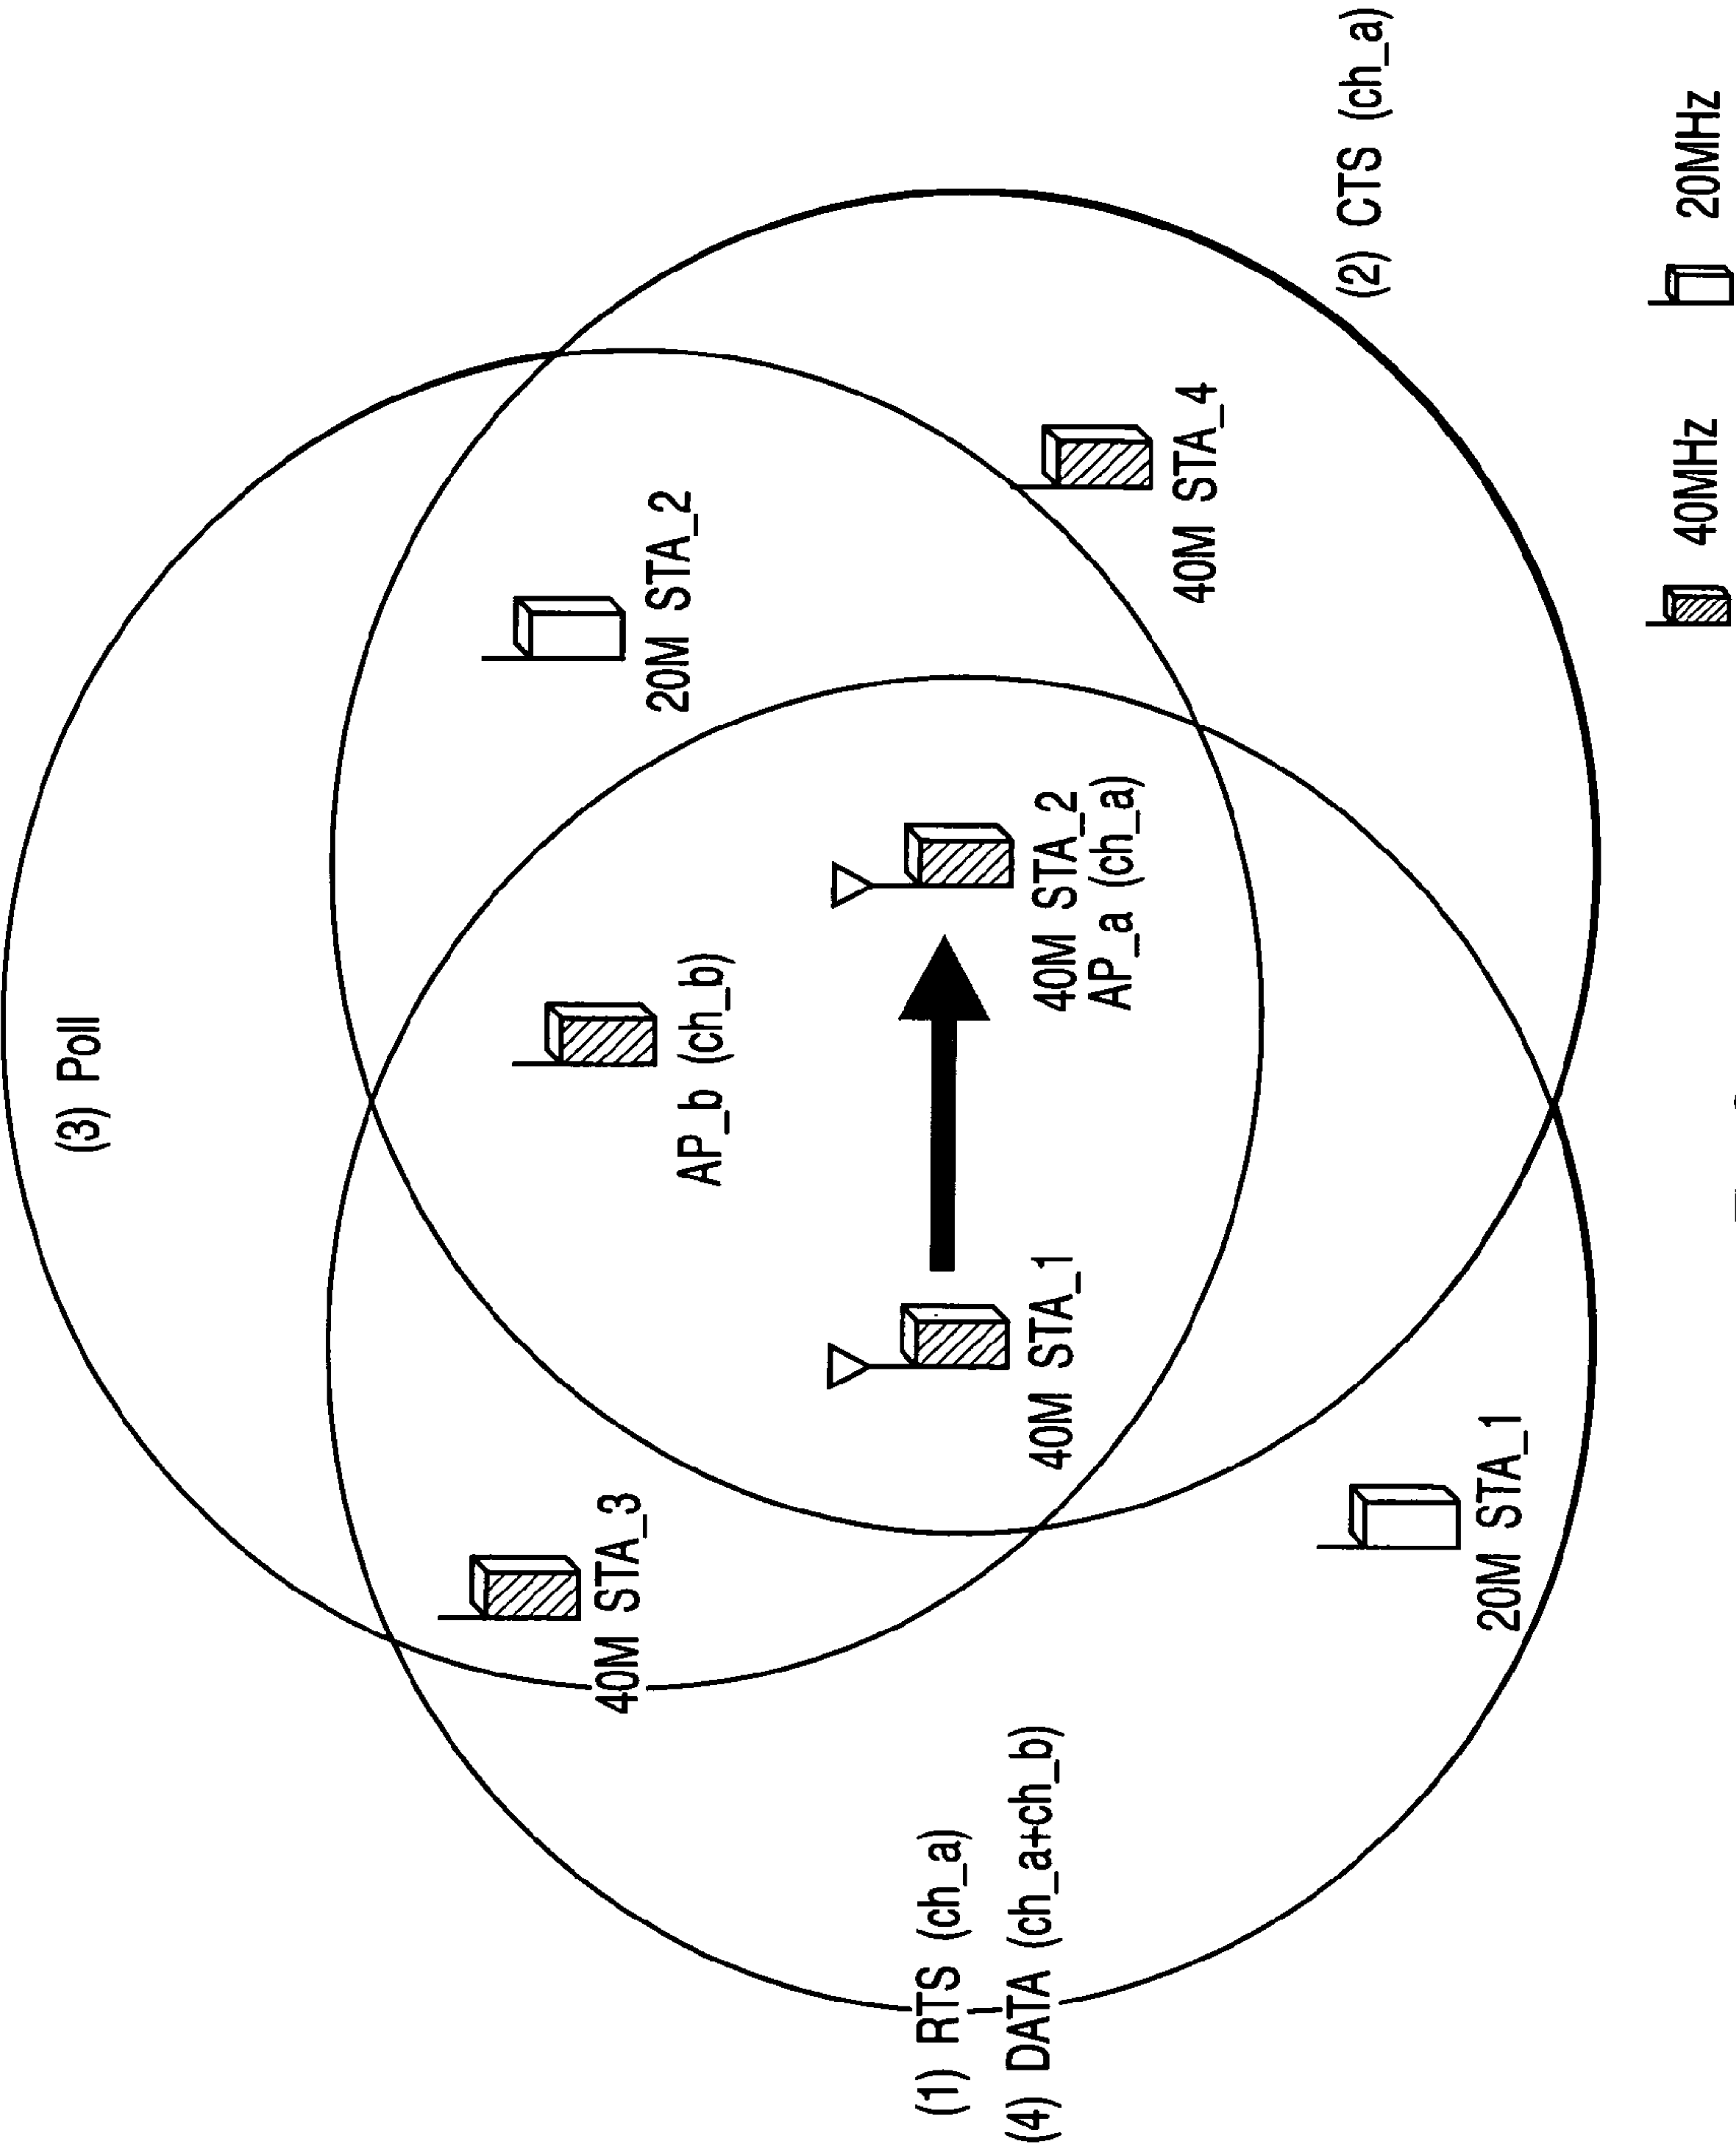 (3) Poll
20M STA_2
40M STA_3
AP_b (ch_b)
(1) RTS (ch_a)
(4) DATA (ch_a+ch_b)
40M STA_1
40M STA_2
AP_a (ch_a)
40M STA_4
(2) CTS (ch_a)
20M STA_1
40MHz
20MHz